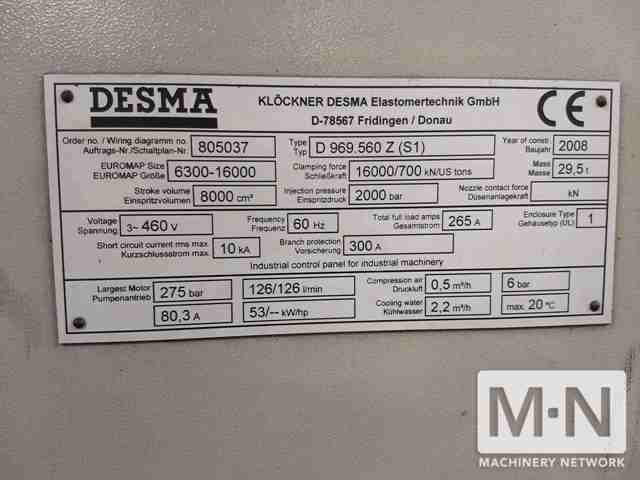 DESMA
KLÖCKNER DESMA Elastomertechnik GmbH
D-78567 Fridingen / Donau
CE
Order no. / Wiring diagramm no. 805037 Type D 969.560 Z (S1) Year of constr. 2008
Auftrags-Nr./Schaltplan-Nr. Typ Baujahr
EUROMAP Size 6300-16000 Clamping force 16000/700 kN/US tons Mass 29,5 t
EUROMAP Größe Schließkraft Masse
Stroke volume 8000 cm³ Injection pressure 2000 bar Nozzle contact force kN
Einspritzvolumen Einspritzdruck Düsenanlagekraft
Voltage 3~ 460 V Frequency 60 Hz Total full load amps 265 A Enclosure Type 1
Spannung Frequenz Gesamtstrom Gehäusetyp (UL)
Short circuit current rms max. 10 kA Branch protection 300 A
Kurzschlussstrom max. Versicherung
Industrial control panel for industrial machinery
Largest Motor 275 bar 126/126 l/min Compression air 0,5 m³/h 6 bar
Pumpenantrieb Druckluft
80,3 A 53/-- kW/hp Cooling water 2,2 m³/h max. 20 °C
Kühlwasser
M·N
MACHINERY NETWORK